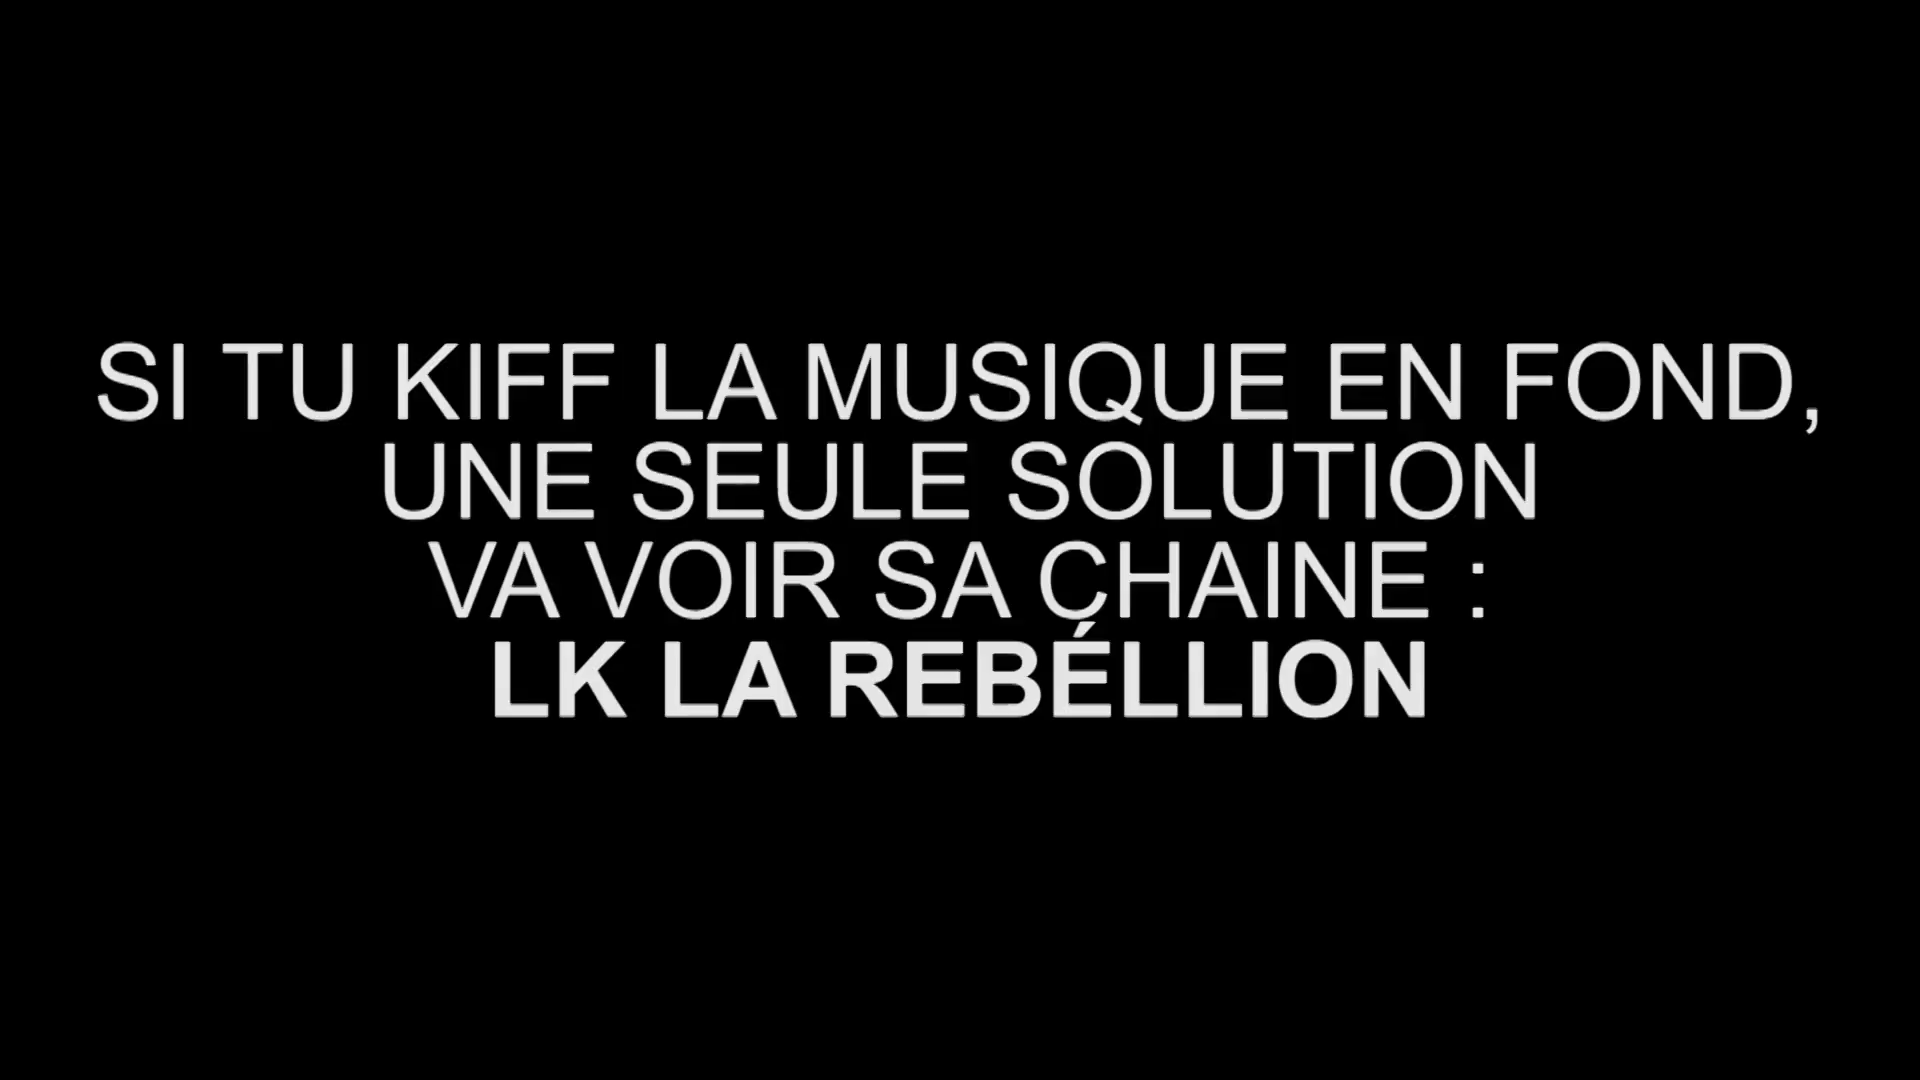 SI TU KIFF LA MUSIQUE EN FOND,
UNE SEULE SOLUTION
VA VOIR SA CHAINE :
LK LA REBÉLLION